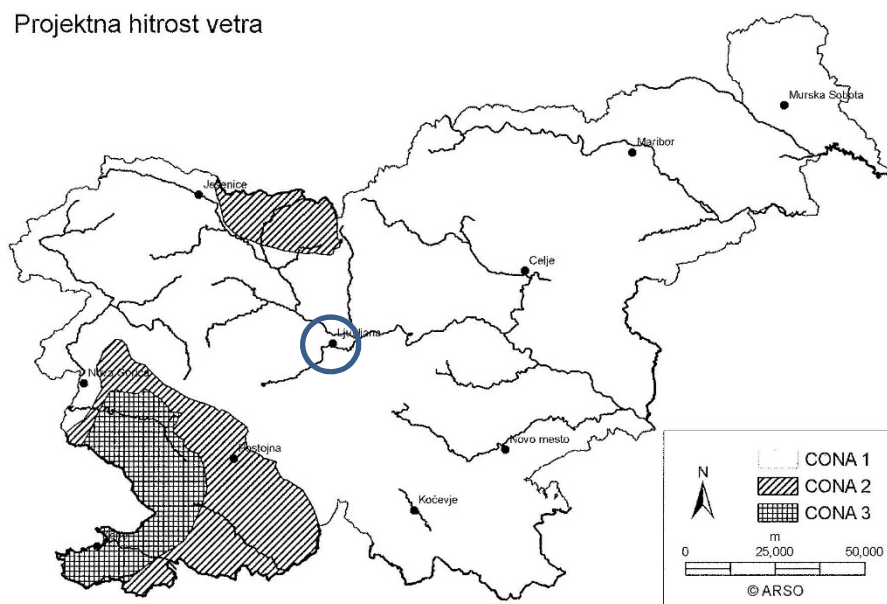 Projektna hitrost vetra
Murska Sobota
Maribor
Jesenice
Celje
Ljubljana
Nova Gorica
Novo mesto
Postojna
Kočevje
N
CONA 1
CONA 2
CONA 3
m
0 25,000 50,000
© ARSO